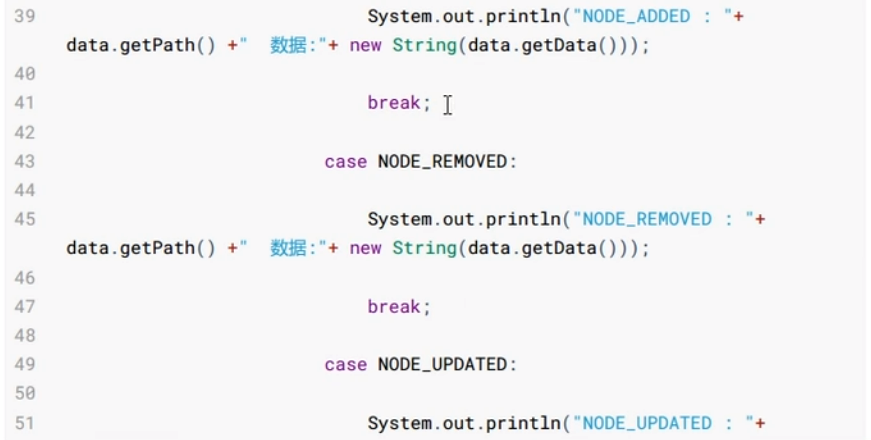 39 System.out.println("NODE_ADDED : "+
data.getPath() +"  数据:"+ new String(data.getData()));
40
41 break;
42
43 case NODE_REMOVED:
44
45 System.out.println("NODE_REMOVED : "+
data.getPath() +"  数据:"+ new String(data.getData()));
46
47 break;
48
49 case NODE_UPDATED:
50
51 System.out.println("NODE_UPDATED : "+